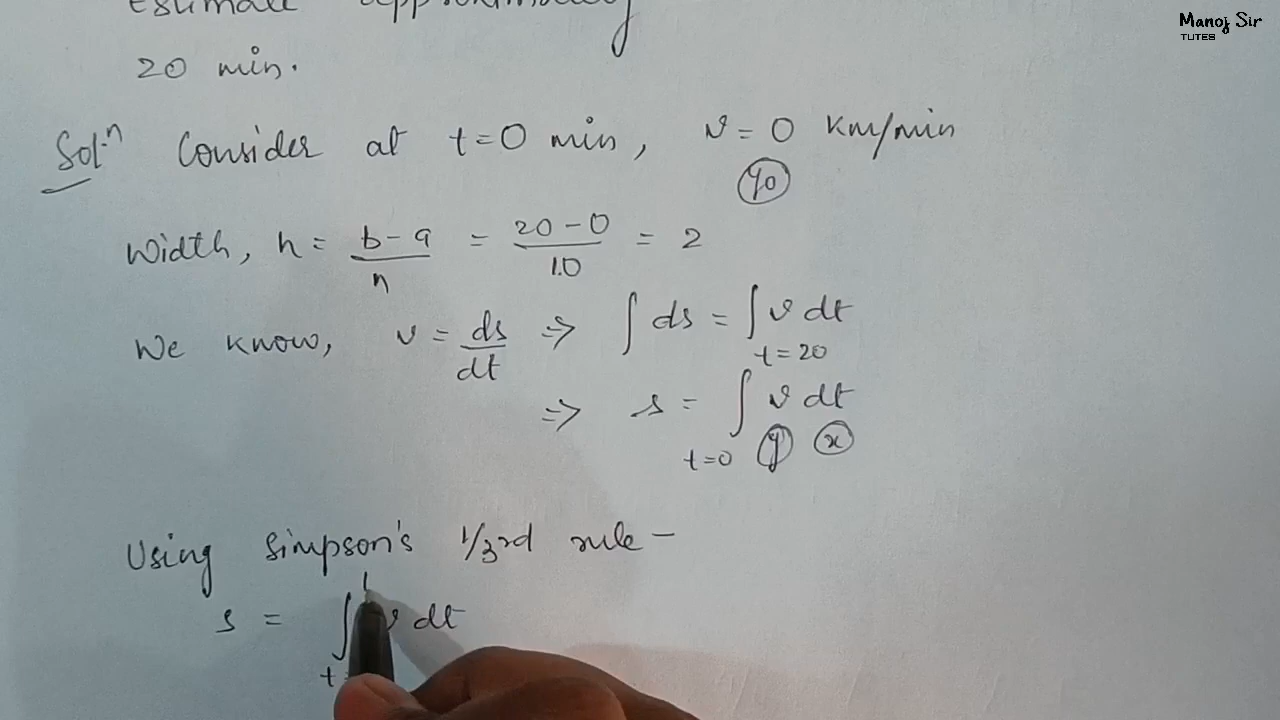 Manoj Sir
TUTES
20 min.
Sol.ⁿ Consider at t=0 min, v = 0 km/min
y0
Width, h = b-a/n = 20-0/10 = 2
We know, v = ds/dt ⇒ ∫ ds = ∫ v dt
t=20
⇒ s = ∫ v dt
t=0 y x
Using Simpson's 1/3rd rule -
s = ∫ v dt
t